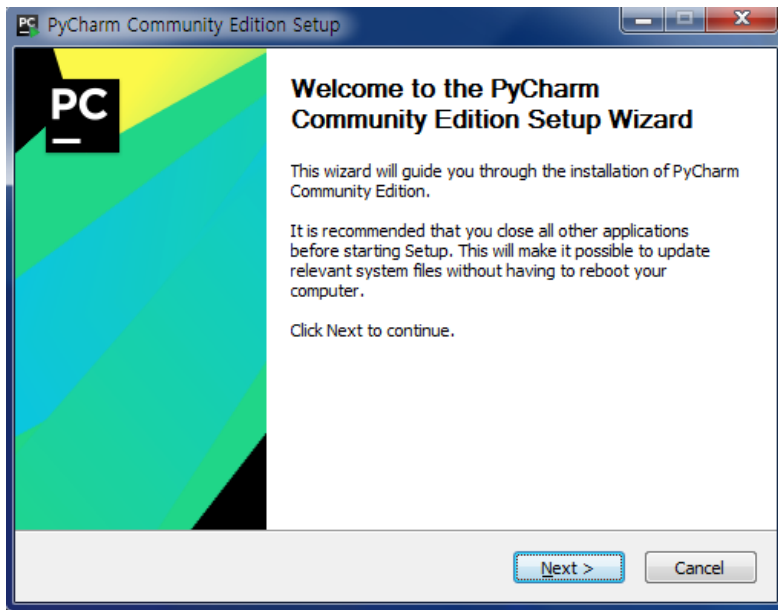 PyCharm Community Edition Setup
PC
Welcome to the PyCharm
Community Edition Setup Wizard
This wizard will guide you through the installation of PyCharm
Community Edition.
It is recommended that you close all other applications
before starting Setup. This will make it possible to update
relevant system files without having to reboot your
computer.
Click Next to continue.
Next >
Cancel